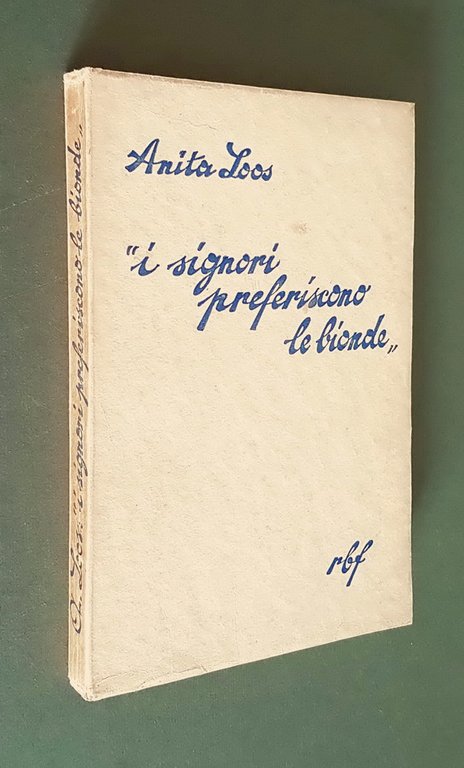 Anita Loos
"i signori
preferiscono
le bionde„
rbf
A. Loos: "i signori preferiscono le bionde„